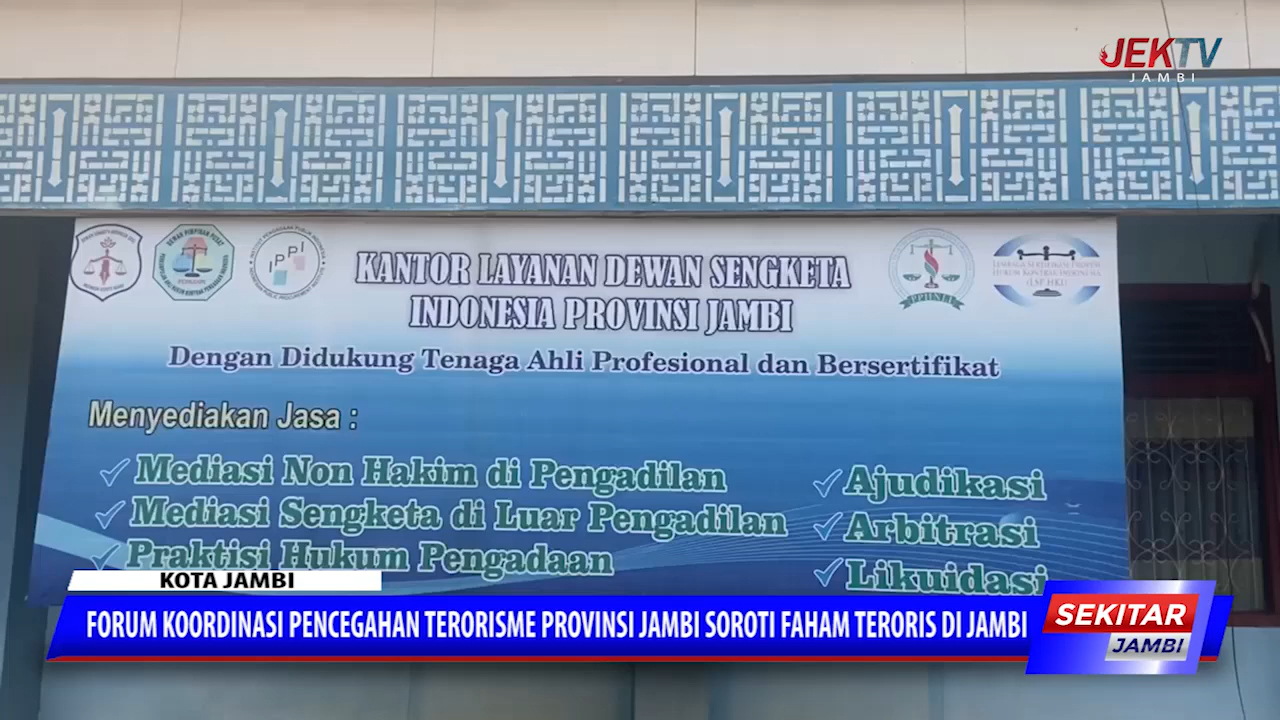 JEKTV
JAMBI
KANTOR LAYANAN DEWAN SENGKETA
INDONESIA PROVINSI JAMBI
Dengan Didukung Tenaga Ahli Profesional dan Bersertifikat
Menyediakan Jasa :
Mediasi Non Hakim di Pengadilan
Mediasi Sengketa di Luar Pengadilan
Praktisi Hukum Pengadaan
Ajudikasi
Arbitrasi
Likuidasi
KOTA JAMBI
FORUM KOORDINASI PENCEGAHAN TERORISME PROVINSI JAMBI SOROTI FAHAM TERORIS DI JAMBI
SEKITAR
JAMBI